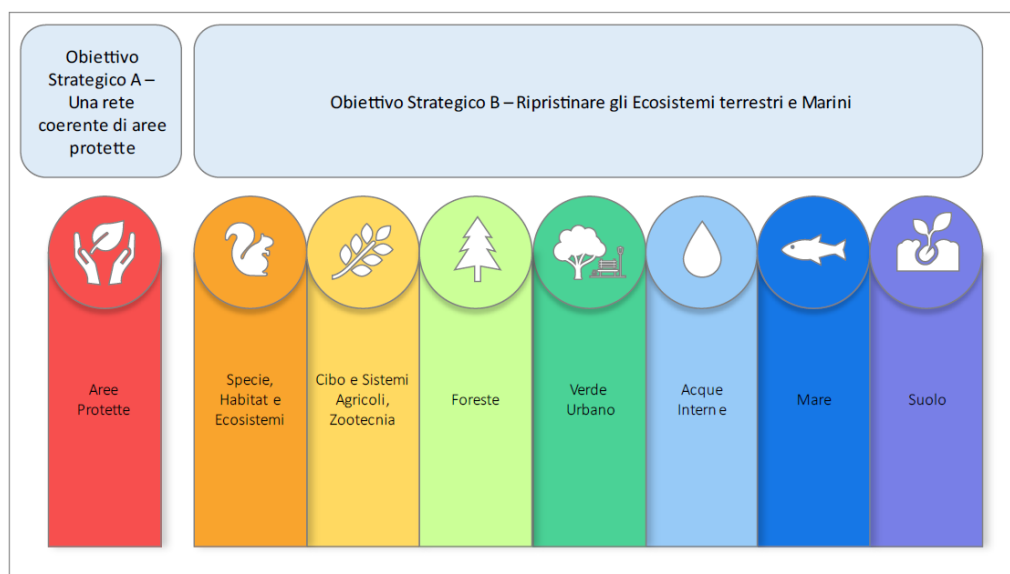 Obiettivo
Strategico A –
Una rete
coerente di aree
protette
Obiettivo Strategico B – Ripristinare gli Ecosistemi terrestri e Marini
Aree
Protette
Specie,
Habitat e
Ecosistemi
Cibo e Sistemi
Agricoli,
Zootecnia
Foreste
Verde
Urbano
Acque
Interne
Mare
Suolo